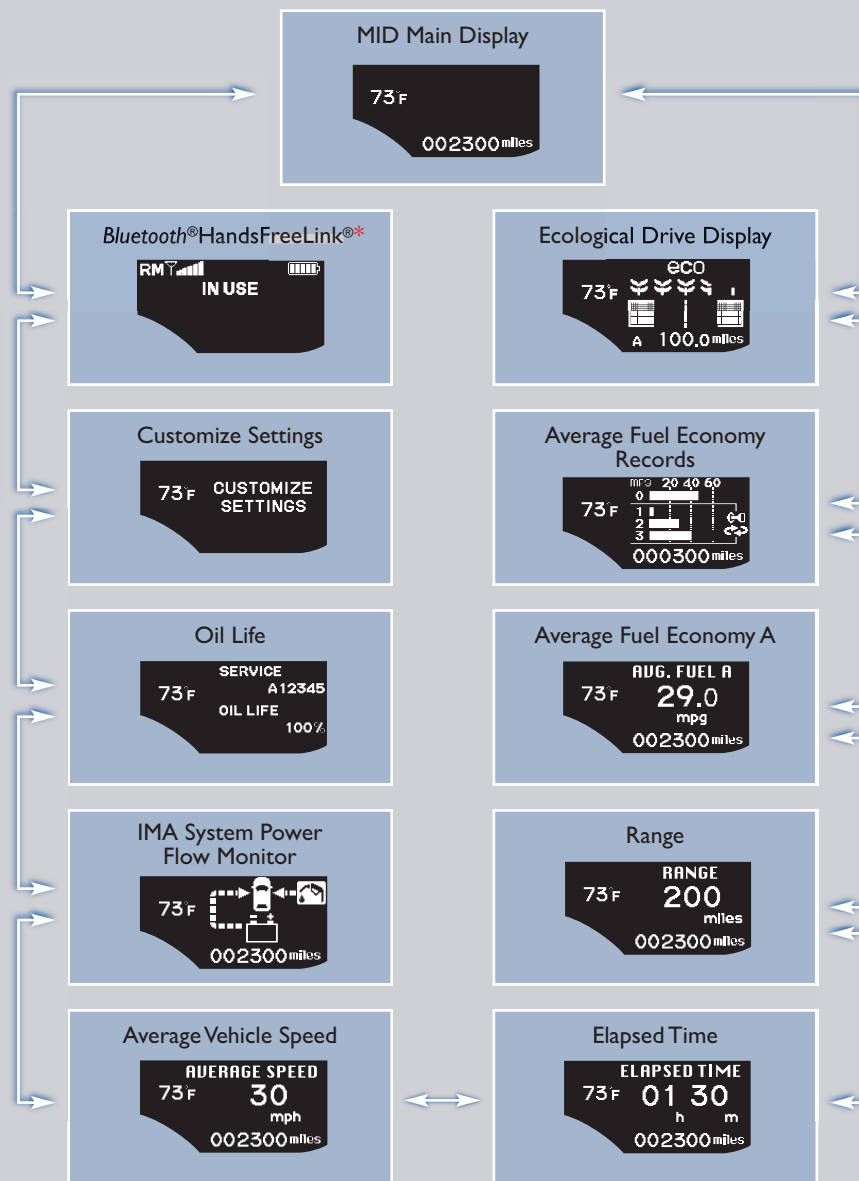 MID Main Display
73°F
002300 miles
Bluetooth®HandsFreeLink®*
RM
IN USE
Ecological Drive Display
eco
73°F
A 100.0 miles
Customize Settings
73°F CUSTOMIZE
SETTINGS
Average Fuel Economy
Records
mpg 20 40 60
0
73°F
1
2
3
000300 miles
Oil Life
SERVICE
A12345
73°F
OIL LIFE
100%
Average Fuel Economy A
AVG. FUEL A
73°F 29.0
mpg
002300 miles
IMA System Power
Flow Monitor
73°F
002300 miles
Range
RANGE
73°F 200
miles
002300 miles
Average Vehicle Speed
AVERAGE SPEED
73°F 30
mph
002300 miles
Elapsed Time
ELAPSED TIME
73°F 01 30
h m
002300 miles